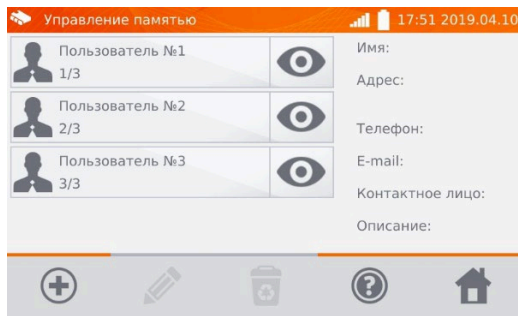 Управление памятью
17:51 2019.04.10
Пользователь №1
1/3
Пользователь №2
2/3
Пользователь №3
3/3
Имя:
Адрес:
Телефон:
E-mail:
Контактное лицо:
Описание: